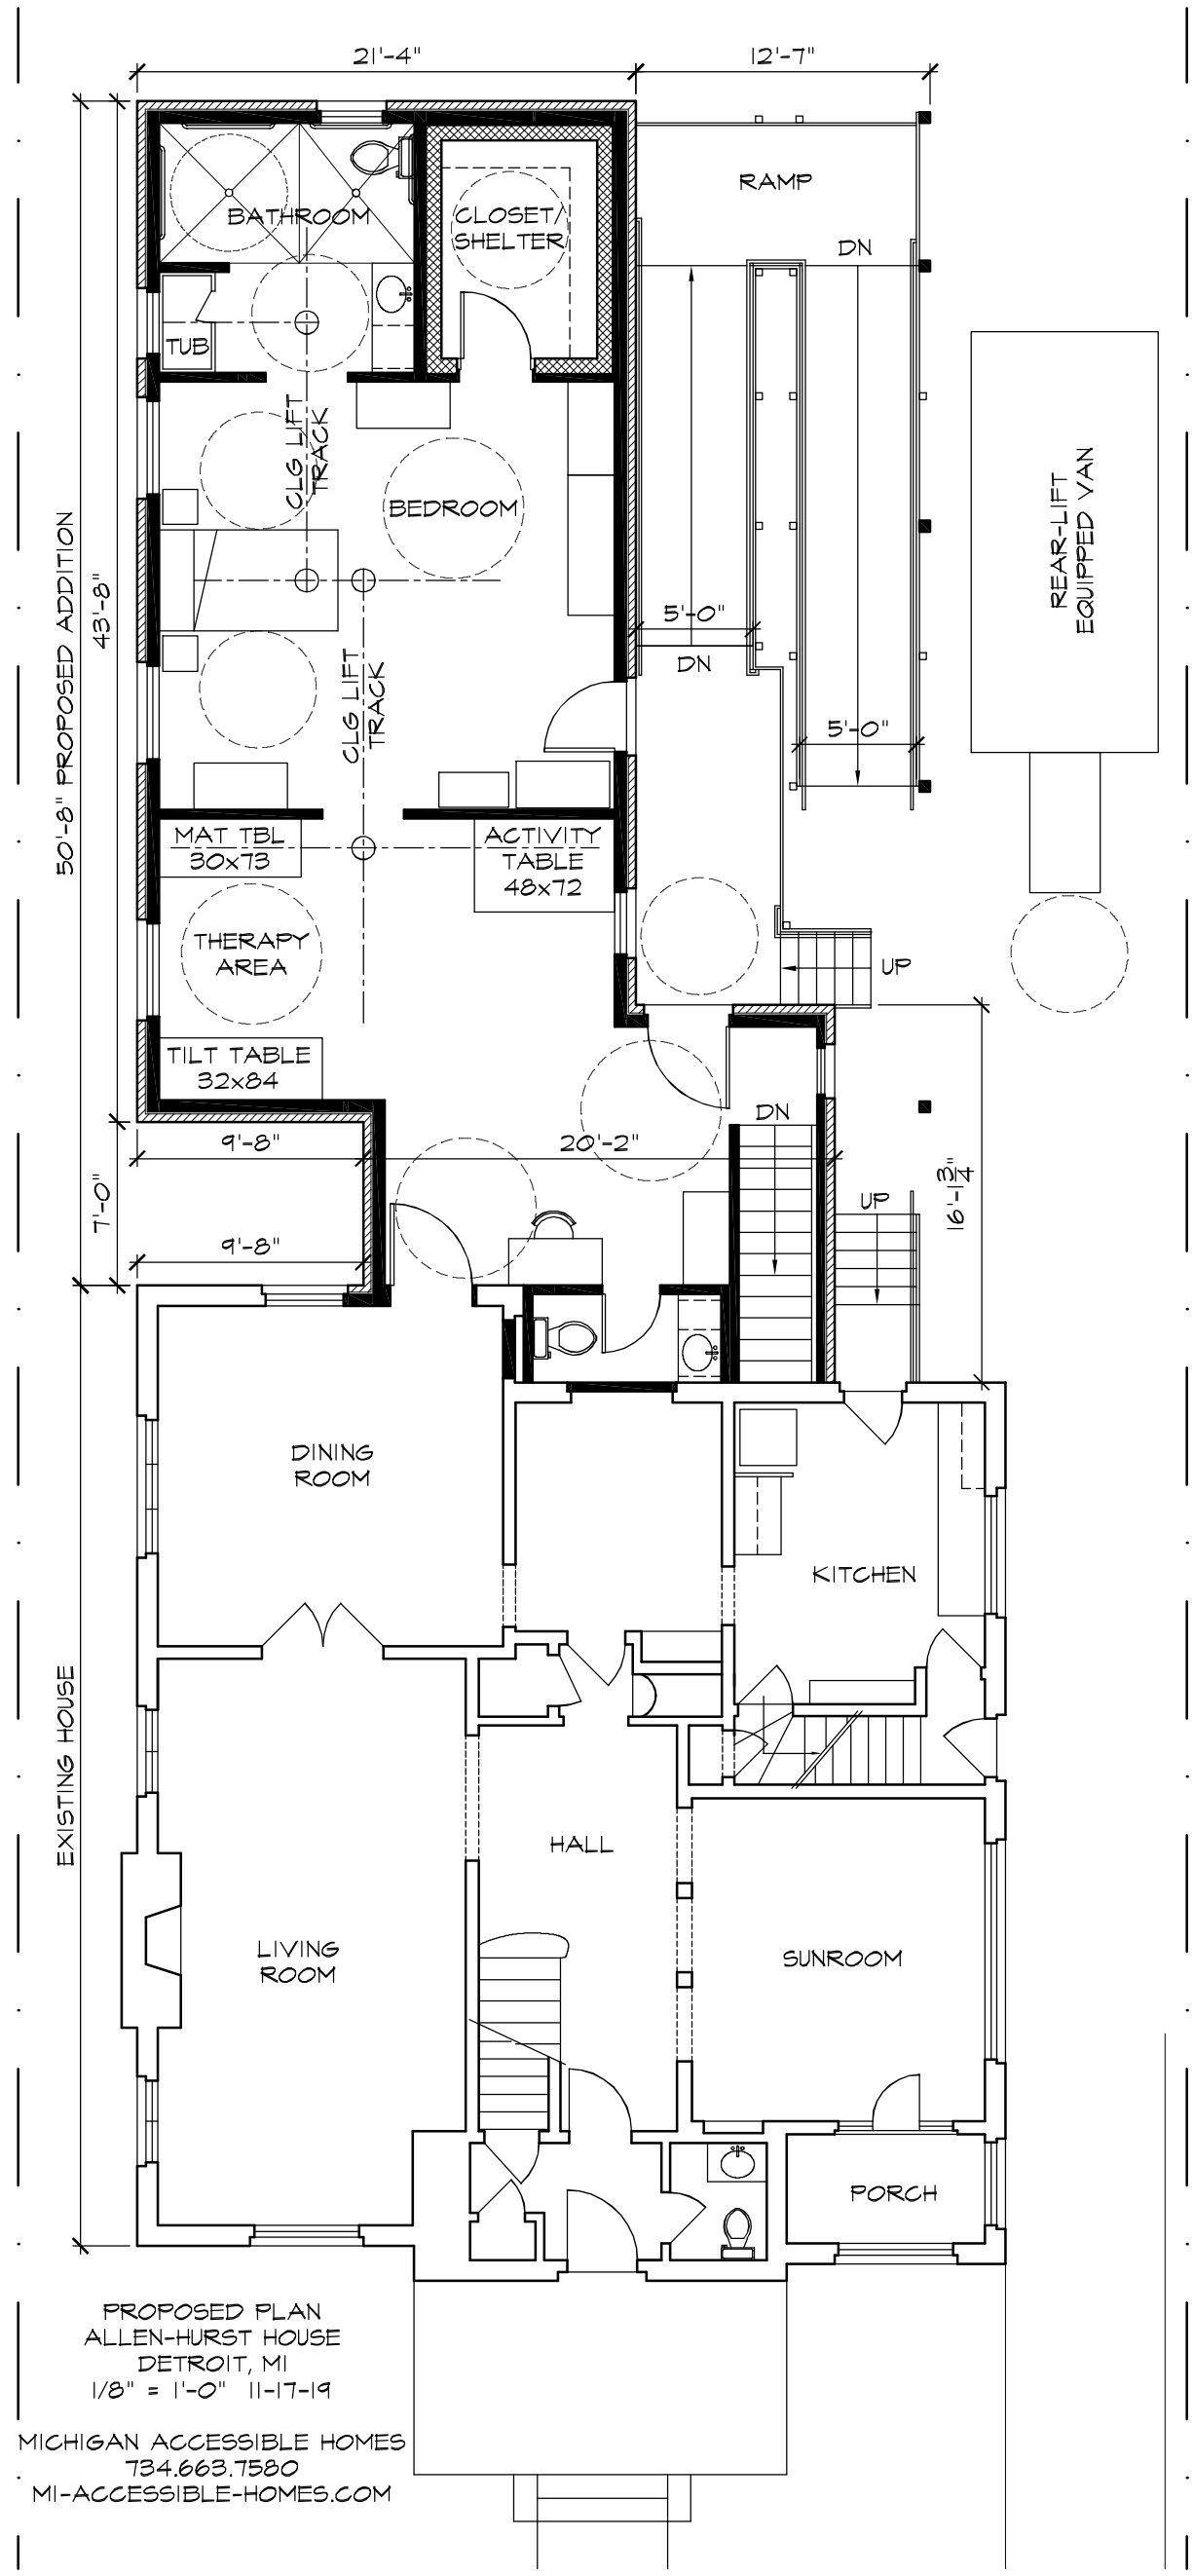 21'-4"
12'-7"
RAMP
BATHROOM
CLOSET/
SHELTER
DN
TUB
CLG LIFT
TRACK
BEDROOM
REAR-LIFT
EQUIPPED VAN
50'-8" PROPOSED ADDITION
43'-8"
5'-0"
DN
CLG LIFT
TRACK
5'-0"
MAT TBL
30x73
ACTIVITY
TABLE
48x72
THERAPY
AREA
UP
TILT TABLE
32x84
DN
9'-8"
20'-2"
7'-0"
16'-1 3/4"
UP
9'-8"
DINING
ROOM
KITCHEN
EXISTING HOUSE
HALL
LIVING
ROOM
SUNROOM
PORCH
PROPOSED PLAN
ALLEN-HURST HOUSE
DETROIT, MI
1/8" = 1'-0" 11-17-19
MICHIGAN ACCESSIBLE HOMES
734.663.7580
MI-ACCESSIBLE-HOMES.COM